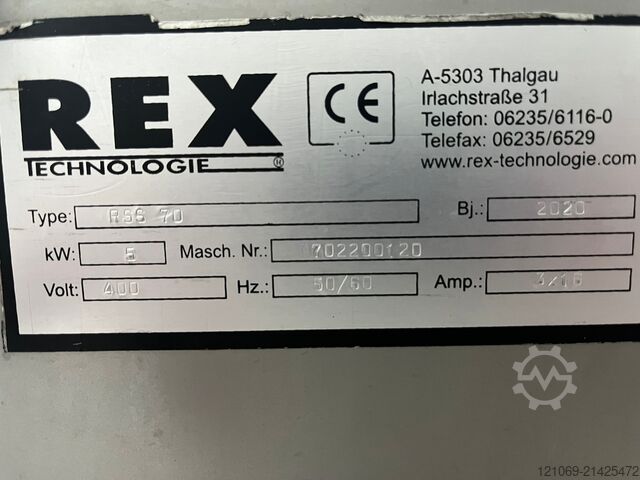 REX
TECHNOLOGIE®
CE
A-5303 Thalgau
Irlachstraße 31
Telefon: 06235/6116-0
Telefax: 06235/6529
www.rex-technologie.com
Type: RSS 70 Bj.: 2020
kW: 5 Masch. Nr.: 702200120
Volt: 400 Hz.: 50/60 Amp.: 3x16
121069-21425472